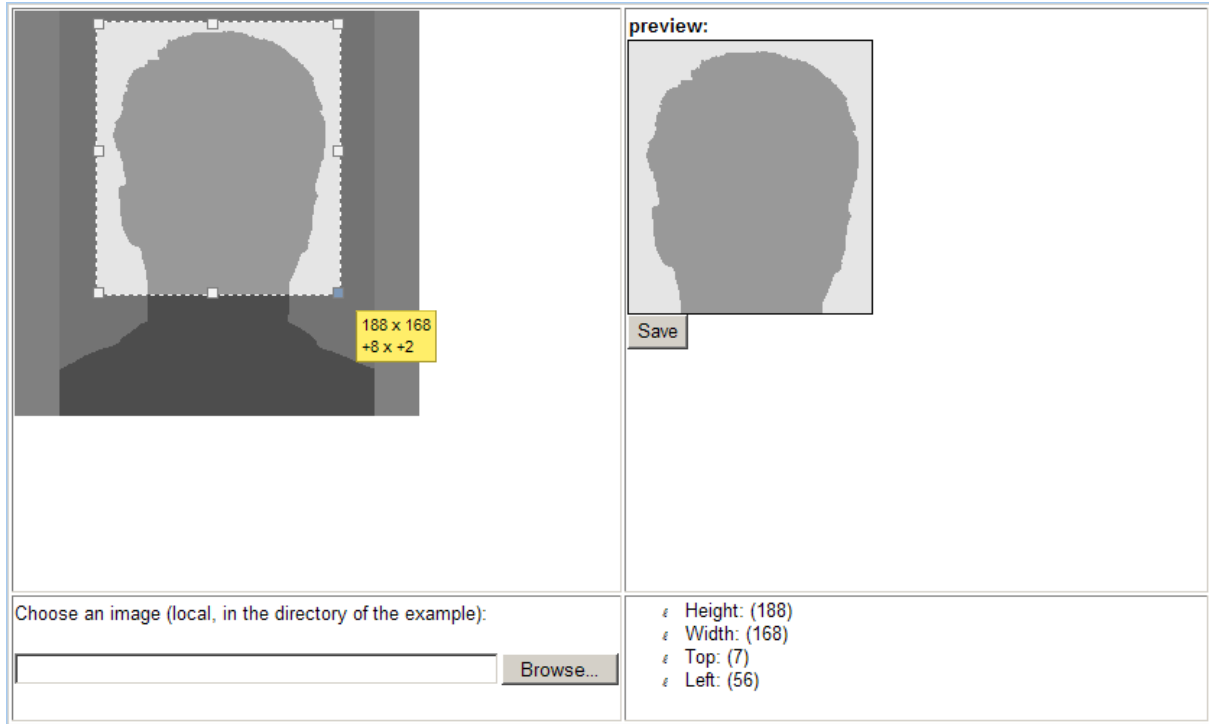 preview:
188 x 168
+8 x +2
Save
Choose an image (local, in the directory of the example):
Browse...
Height: (188)
Width: (168)
Top: (7)
Left: (56)